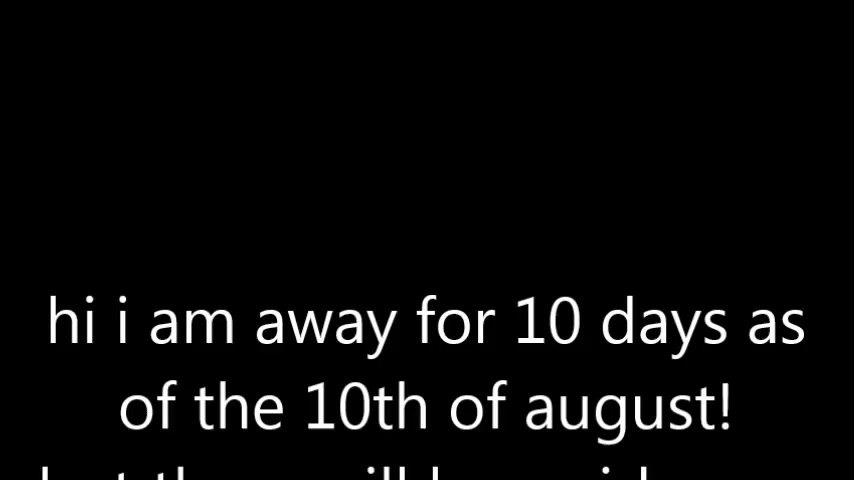 hi i am away for 10 days as
of the 10th of august!